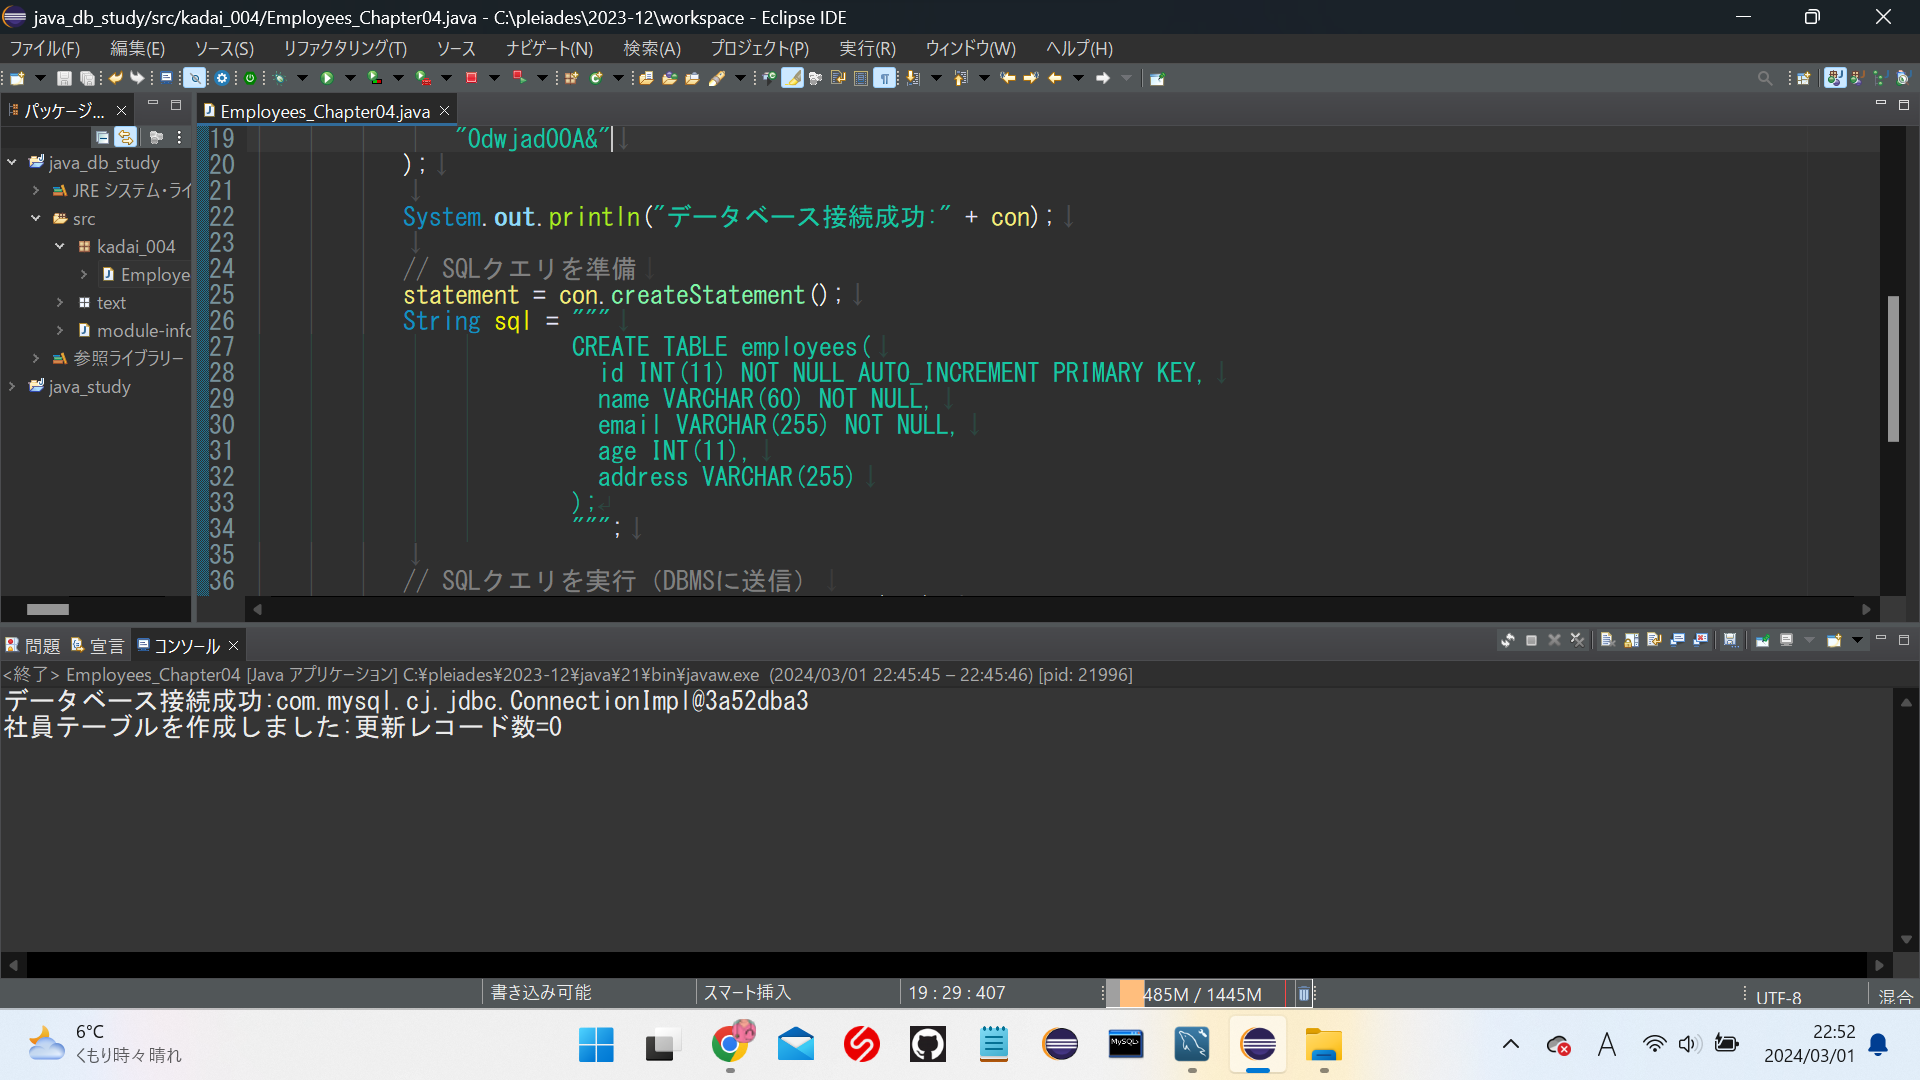 java_db_study/src/kadai_004/Employees_Chapter04.java - C:\pleiades\2023-12\workspace - Eclipse IDE
ファイル(F) 編集(E) ソース(S) リファクタリング(T) ソース ナビゲート(N) 検索(A) プロジェクト(P) 実行(R) ウィンドウ(W) ヘルプ(H)
パッケージ...
Employees_Chapter04.java
java_db_study
JRE システム・ライ
src
kadai_004
Employe
text
module-info
参照ライブラリー
java_study
19 "OdwjadOOA&"
20 );
21
22 System.out.println("データベース接続成功:" + con);
23
24 // SQLクエリを準備
25 statement = con.createStatement();
26 String sql = """
27 CREATE TABLE employees(
28 id INT(11) NOT NULL AUTO_INCREMENT PRIMARY KEY,
29 name VARCHAR(60) NOT NULL,
30 email VARCHAR(255) NOT NULL,
31 age INT(11),
32 address VARCHAR(255)
33 );
34 """;
35
36 // SQLクエリを実行（DBMSに送信）
問題 宣言 コンソール
<終了> Employees_Chapter04 [Java アプリケーション] C:¥pleiades¥2023-12¥java¥21¥bin¥javaw.exe (2024/03/01 22:45:45 – 22:45:46) [pid: 21996]
データベース接続成功:com.mysql.cj.jdbc.ConnectionImpl@3a52dba3
社員テーブルを作成しました:更新レコード数=0
書き込み可能 スマート挿入 19 : 29 : 407 485M / 1445M UTF-8 混合
6°C
くもり時々晴れ
MySQL>
A
22:52
2024/03/01